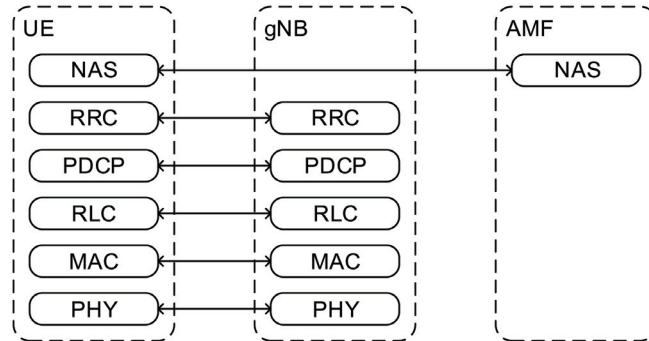 UE gNB AMF
NAS NAS
RRC RRC
PDCP PDCP
RLC RLC
MAC MAC
PHY PHY